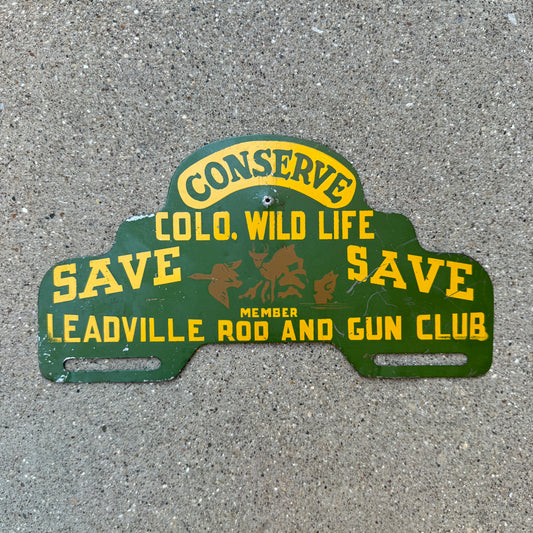 CONSERVE
COLO. WILD LIFE
SAVE SAVE
MEMBER
LEADVILLE ROD AND GUN CLUB